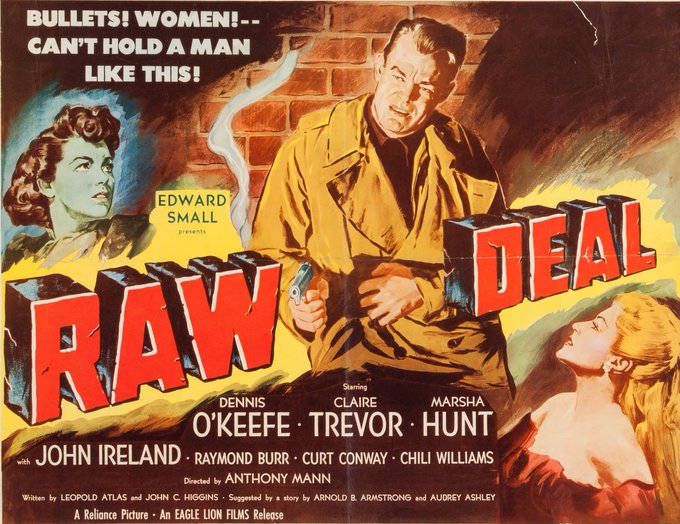 BULLETS! WOMEN!--
CAN'T HOLD A MAN
LIKE THIS!
EDWARD
SMALL
presents
RAW DEAL
Starring
DENNIS O'KEEFE · CLAIRE TREVOR · MARSHA HUNT
with JOHN IRELAND · RAYMOND BURR · CURT CONWAY · CHILI WILLIAMS
Directed by ANTHONY MANN
Written by LEOPOLD ATLAS and JOHN C. HIGGINS · Suggested by a story by ARNOLD B. ARMSTRONG and AUDREY ASHLEY
A Reliance Picture · An EAGLE LION FILMS Release